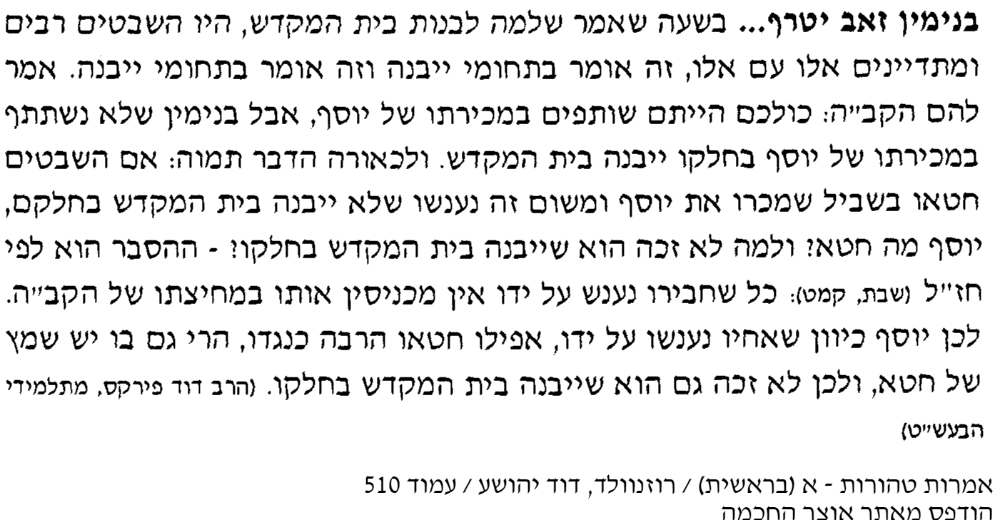 בנימין זאב יטרף... בשעה שאמר שלמה לבנות בית המקדש, היו השבטים רבים
ומתדיינים אלו עם אלו, זה אומר בתחומי ייבנה וזה אומר בתחומי ייבנה. אמר
להם הקב״ה: כולכם הייתם שותפים במכירתו של יוסף, אבל בנימין שלא נשתתף
במכירתו של יוסף בחלקו ייבנה בית המקדש. ולכאורה הדבר תמוה: אם השבטים
חטאו בשביל שמכרו את יוסף ומשום זה נענשו שלא ייבנה בית המקדש בחלקם,
יוסף מה חטא? ולמה לא זכה הוא שייבנה בית המקדש בחלקו? - ההסבר הוא לפי
חז״ל (שבת, קמט): כל שחבירו נענש על ידו אין מכניסין אותו במחיצתו של הקב״ה.
לכן יוסף כיוון שאחיו נענשו על ידו, אפילו חטאו הרבה כנגדו, הרי גם בו יש שמץ
של חטא, ולכן לא זכה גם הוא שייבנה בית המקדש בחלקו. (הרב דוד פירקס, מתלמידי
הבעש״ט)
אמרות טהורות - א (בראשית) / רוזנוולד, דוד יהושע / עמוד 510
הודפס מאתר אוצר החכמה